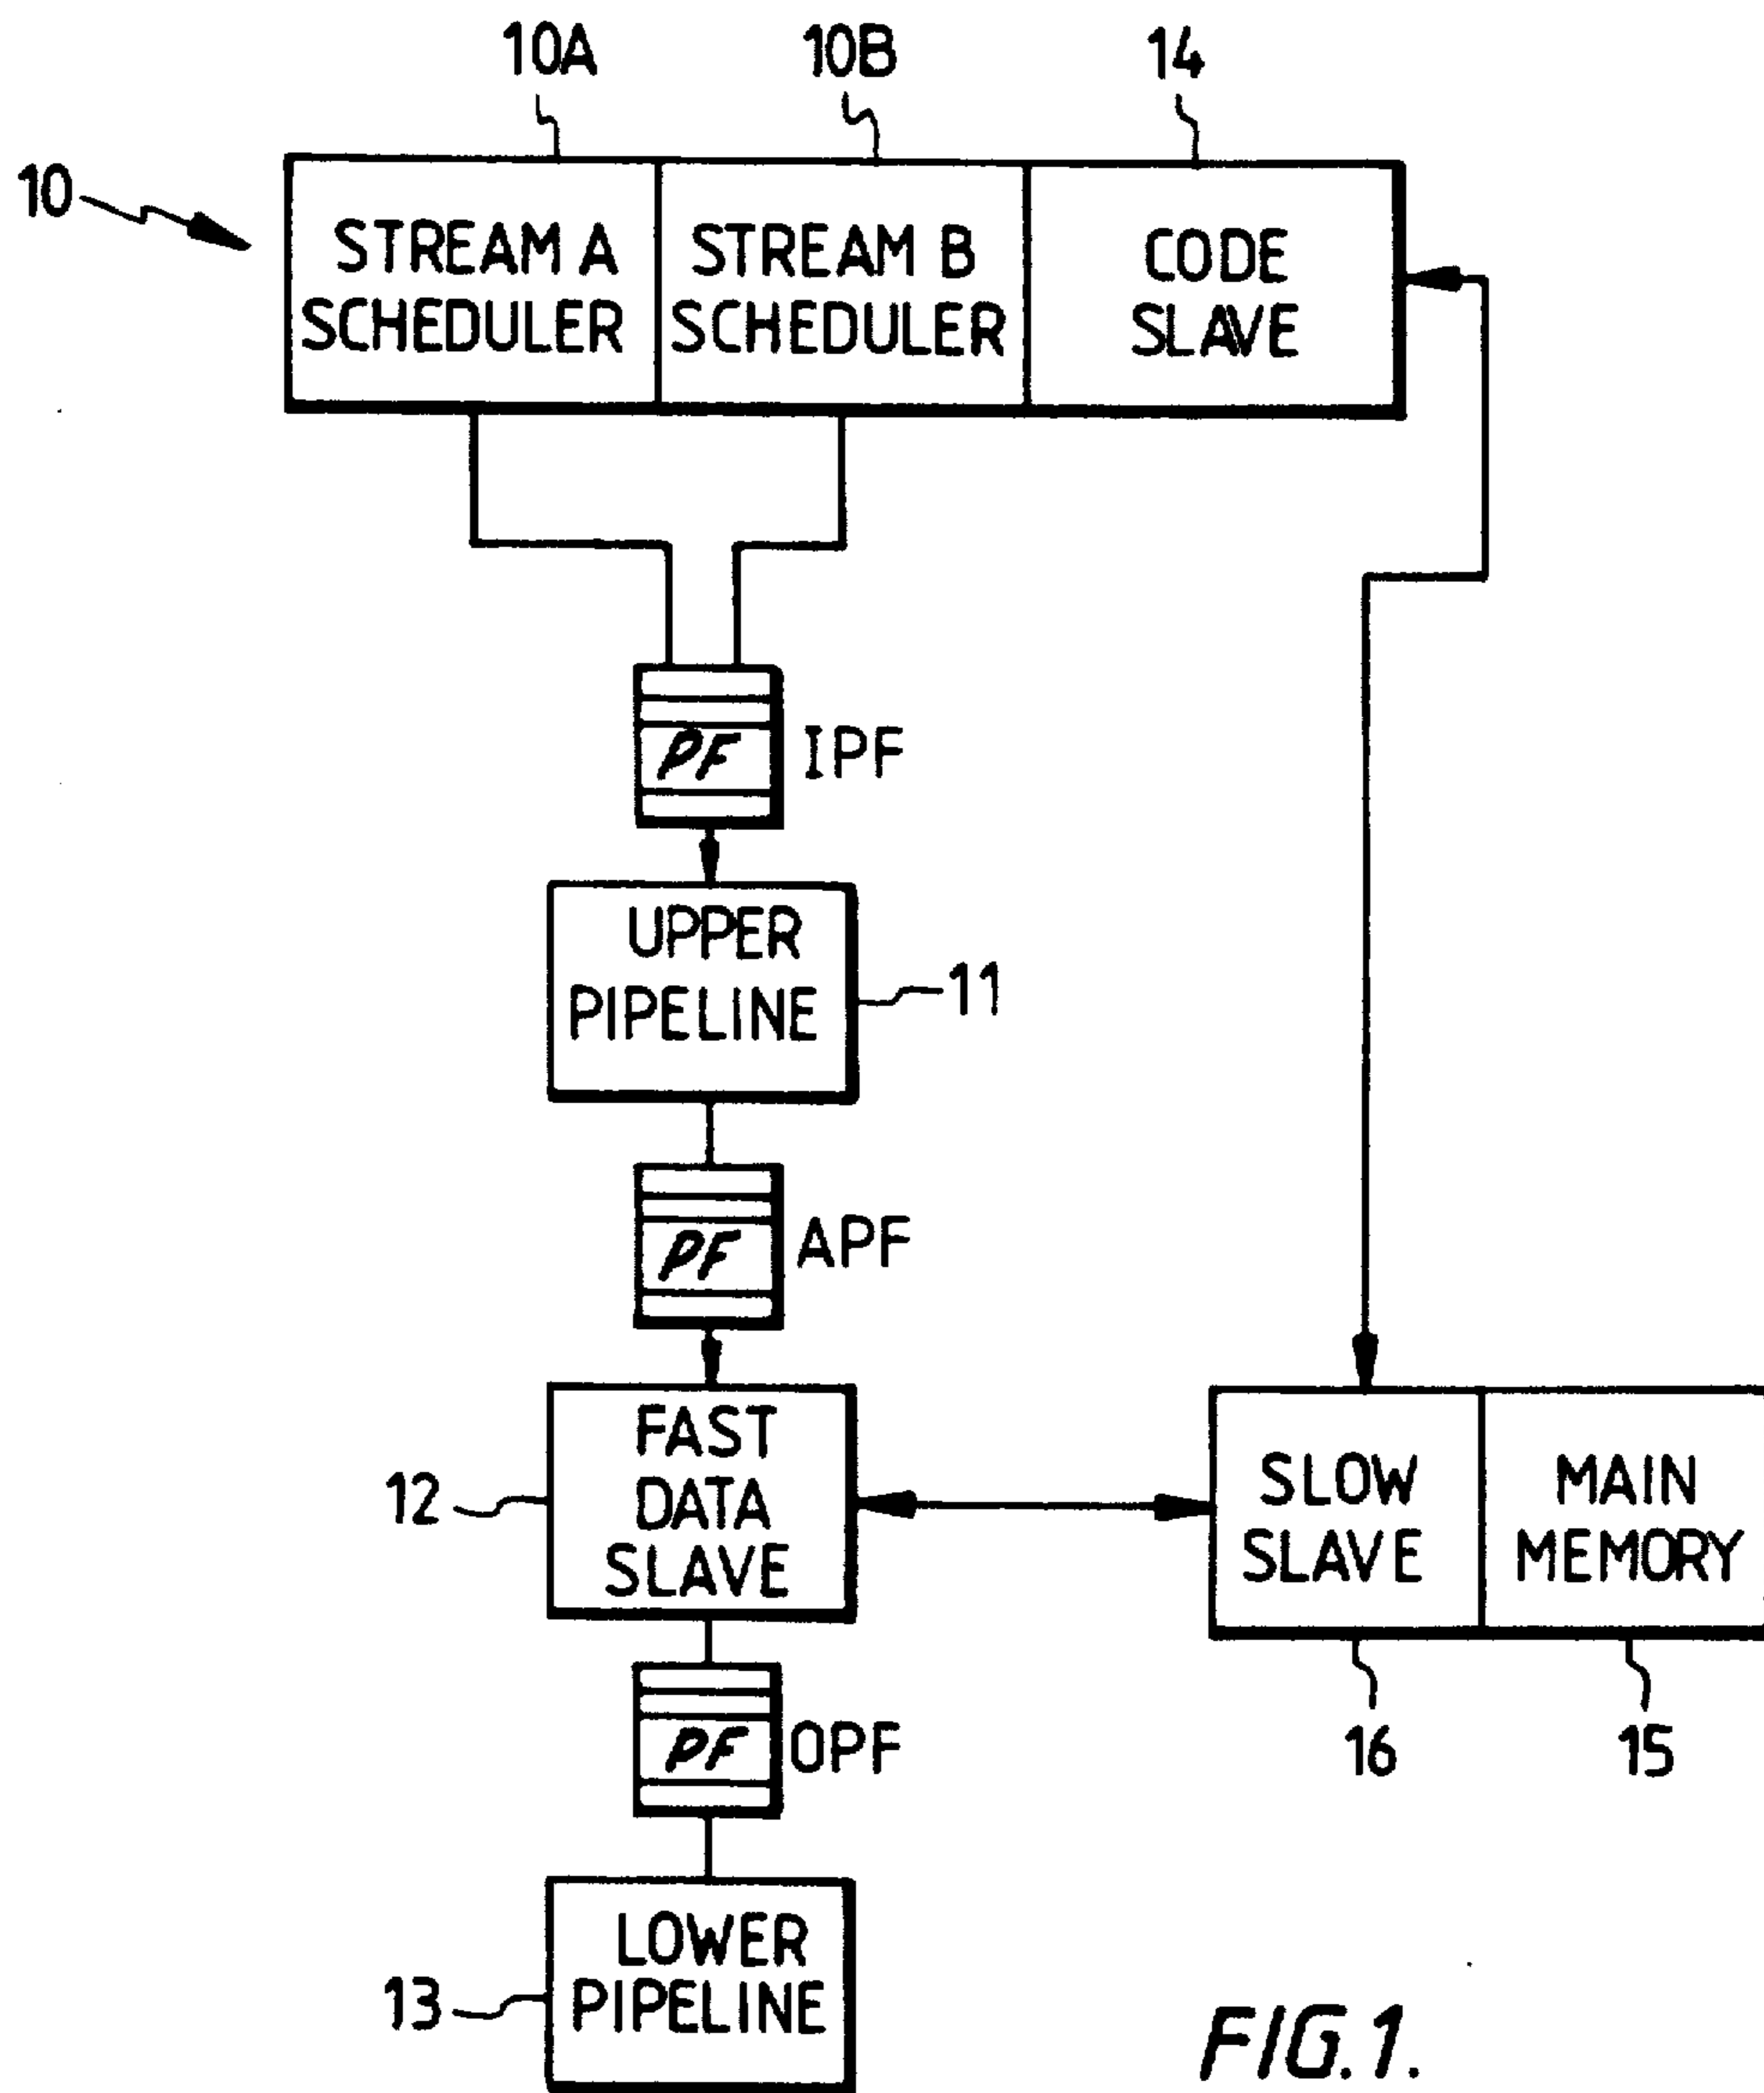 10A
10B
14
10
STREAM A
SCHEDULER
STREAM B
SCHEDULER
CODE
SLAVE
PF
IPF
UPPER
PIPELINE
11
PF
APF
FAST
DATA
SLAVE
12
SLOW
SLAVE
MAIN
MEMORY
16
15
PF
OPF
LOWER
PIPELINE
13
FIG.1.